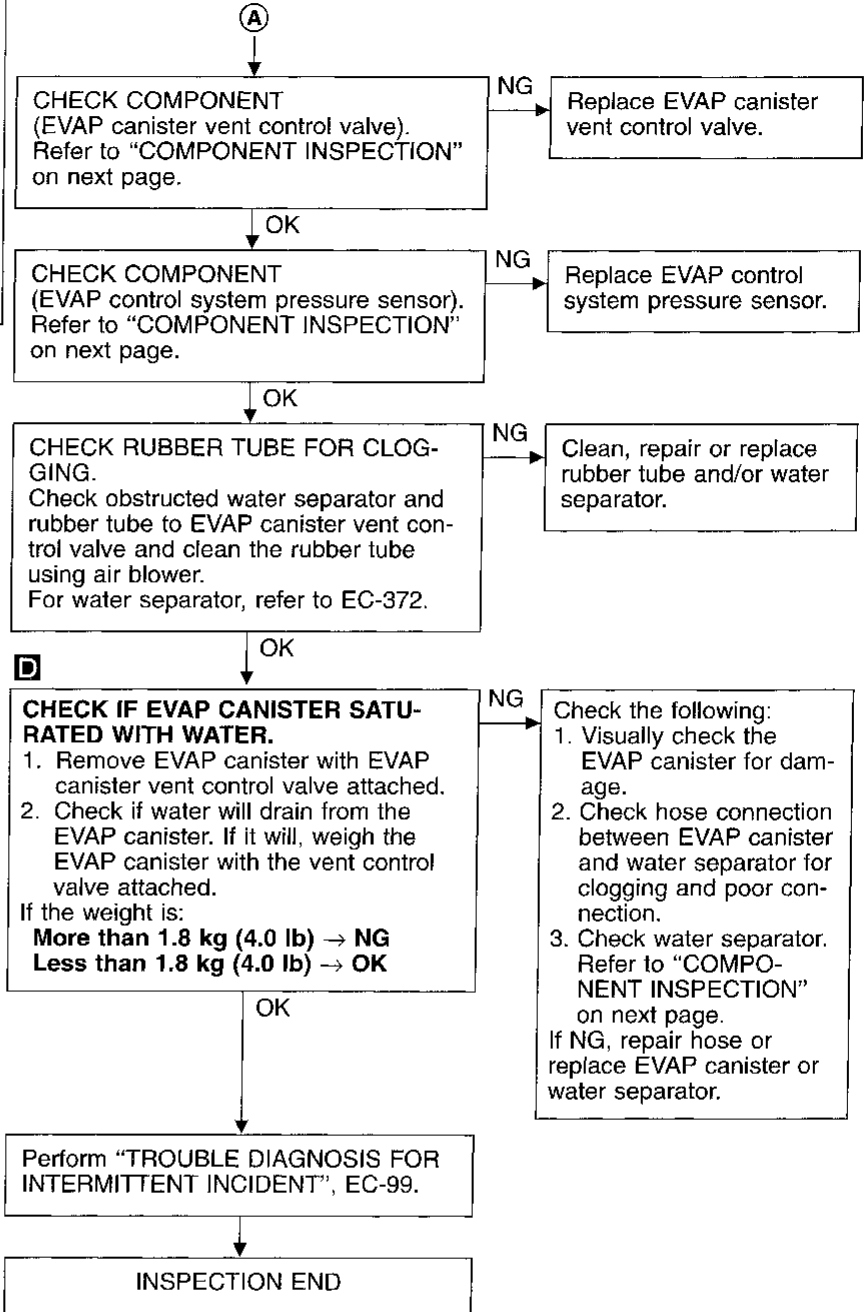 A
CHECK COMPONENT
(EVAP canister vent control valve).
Refer to “COMPONENT INSPECTION”
on next page.
NG
Replace EVAP canister
vent control valve.
OK
CHECK COMPONENT
(EVAP control system pressure sensor).
Refer to “COMPONENT INSPECTION”
on next page.
NG
Replace EVAP control
system pressure sensor.
OK
CHECK RUBBER TUBE FOR CLOG-
GING.
Check obstructed water separator and
rubber tube to EVAP canister vent con-
trol valve and clean the rubber tube
using air blower.
For water separator, refer to EC-372.
NG
Clean, repair or replace
rubber tube and/or water
separator.
OK
D
CHECK IF EVAP CANISTER SATU-
RATED WITH WATER.
1. Remove EVAP canister with EVAP
canister vent control valve attached.
2. Check if water will drain from the
EVAP canister. If it will, weigh the
EVAP canister with the vent control
valve attached.
If the weight is:
More than 1.8 kg (4.0 lb) → NG
Less than 1.8 kg (4.0 lb) → OK
NG
Check the following:
1. Visually check the
EVAP canister for dam-
age.
2. Check hose connection
between EVAP canister
and water separator for
clogging and poor con-
nection.
3. Check water separator.
Refer to “COMPO-
NENT INSPECTION”
on next page.
If NG, repair hose or
replace EVAP canister or
water separator.
OK
Perform “TROUBLE DIAGNOSIS FOR
INTERMITTENT INCIDENT”, EC-99.
INSPECTION END